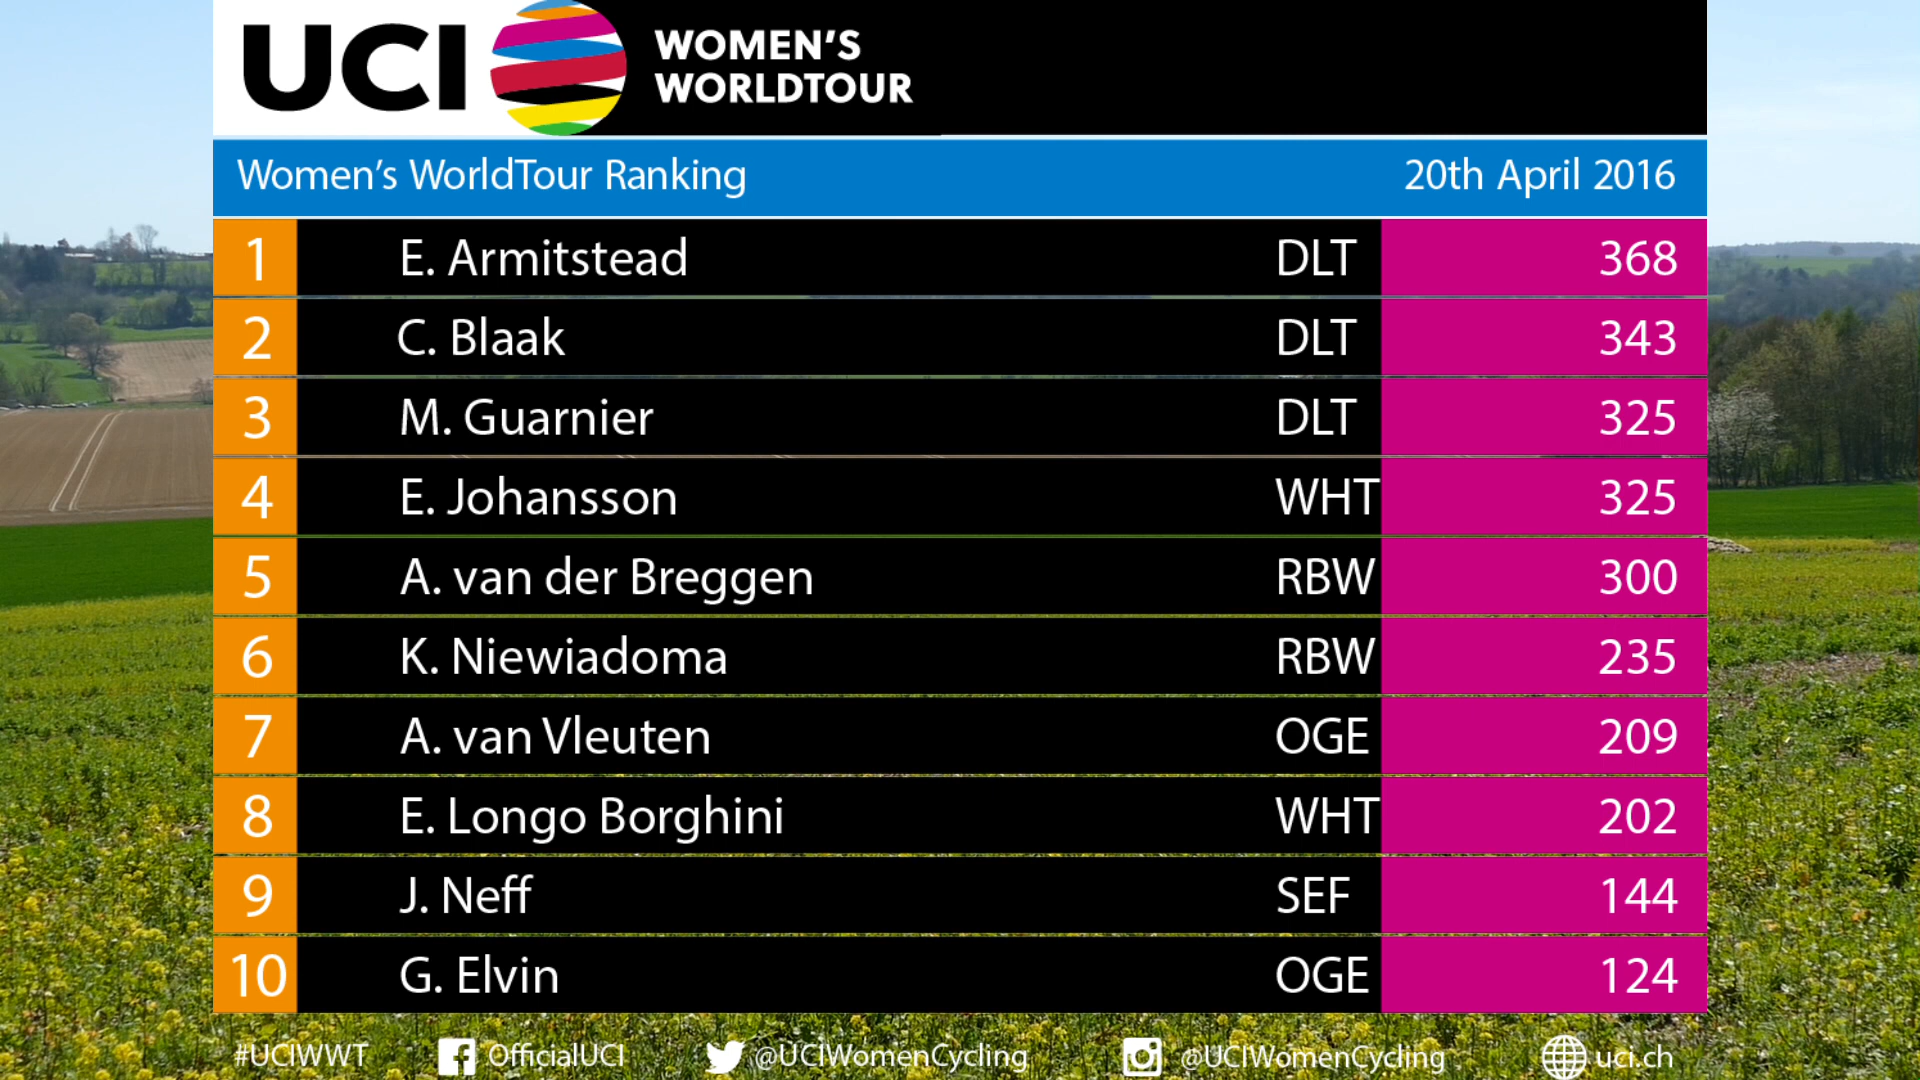 UCI WOMEN'S
WORLDTOUR
Women's WorldTour Ranking 20th April 2016
1 E. Armitstead DLT 368
2 C. Blaak DLT 343
3 M. Guarnier DLT 325
4 E. Johansson WHT 325
5 A. van der Breggen RBW 300
6 K. Niewiadoma RBW 235
7 A. van Vleuten OGE 209
8 E. Longo Borghini WHT 202
9 J. Neff SEF 144
10 G. Elvin OGE 124
#UCIWWT OfficialUCI @UCIWomenCycling @UCIWomenCycling uci.ch